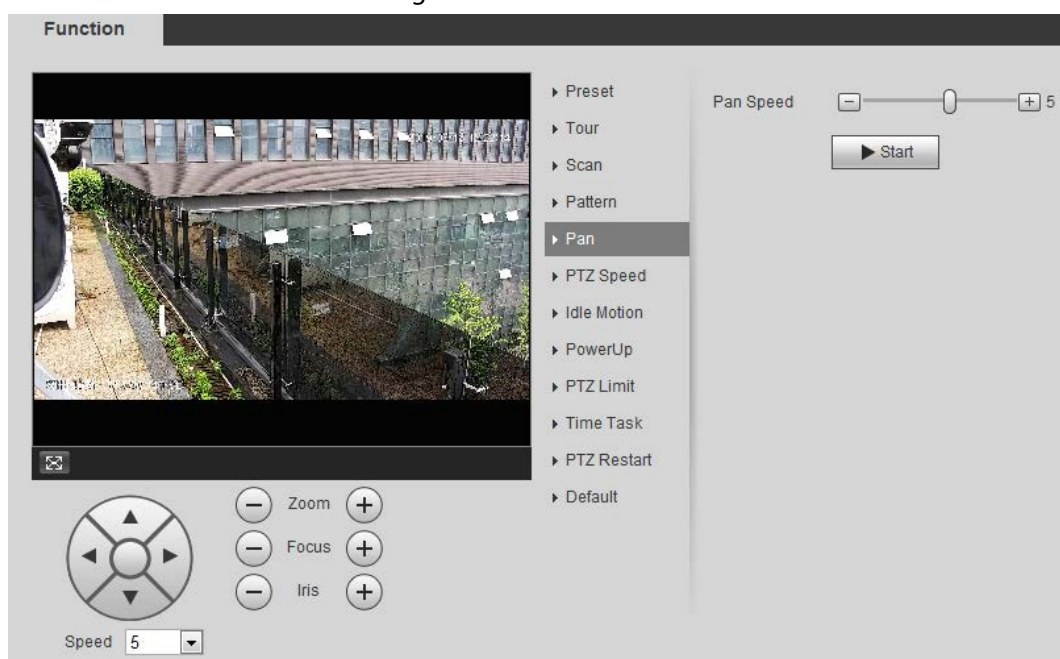 Function
Preset
Tour
Scan
Pattern
Pan
PTZ Speed
Idle Motion
PowerUp
PTZ Limit
Time Task
PTZ Restart
Default
Pan Speed
5
Start
Zoom
Focus
Iris
Speed 5